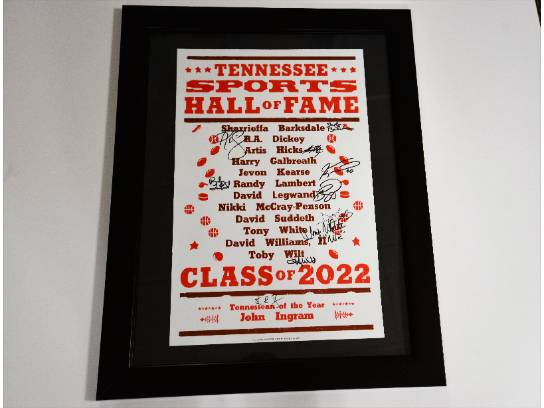 TENNESSEE
SPORTS
HALL OF FAME
Sharrieffa Barksdale
R.A. Dickey
Artis Hicks
Harry Galbreath
Jevon Kearse
Randy Lambert
David Legwand
Nikki McCray-Penson
David Suddeth
Tony White
David Williams, II
Toby Wilt
CLASS OF 2022
Tennessean of the Year
John Ingram